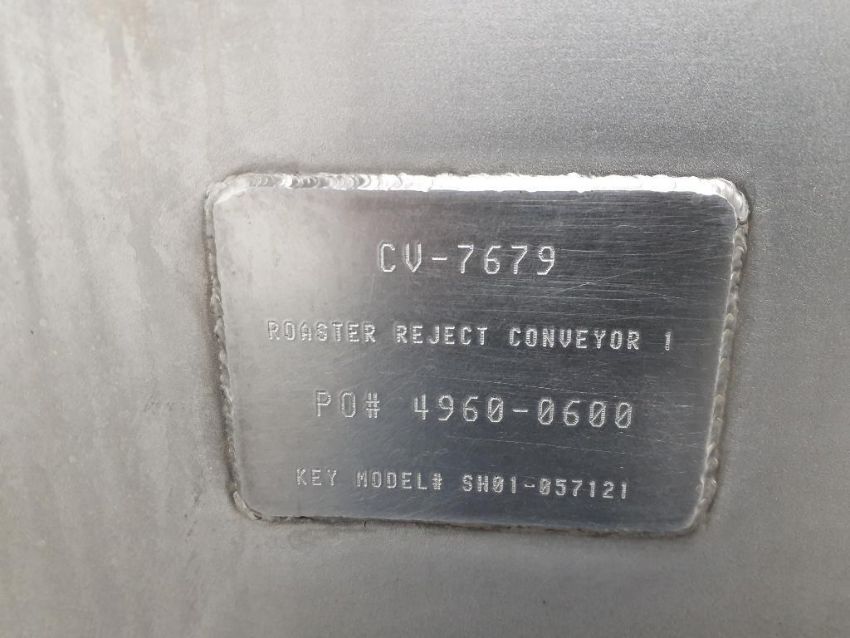 CV-7679
ROASTER REJECT CONVEYOR 1
PO# 4960-0600
KEY MODEL# SH01-057121